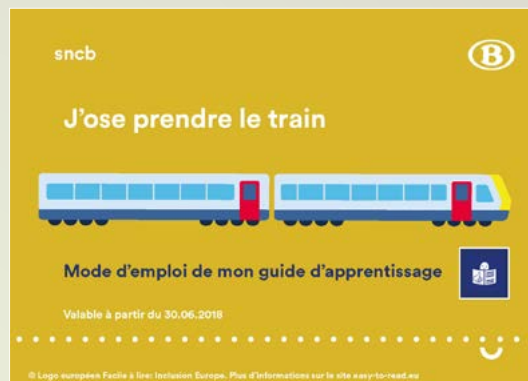 sncb
B
J'ose prendre le train
Mode d'emploi de mon guide d'apprentissage
Valable à partir du 30.06.2018
© Logo européen Facile à lire: Inclusion Europe. Plus d'informations sur le site easy-to-read.eu